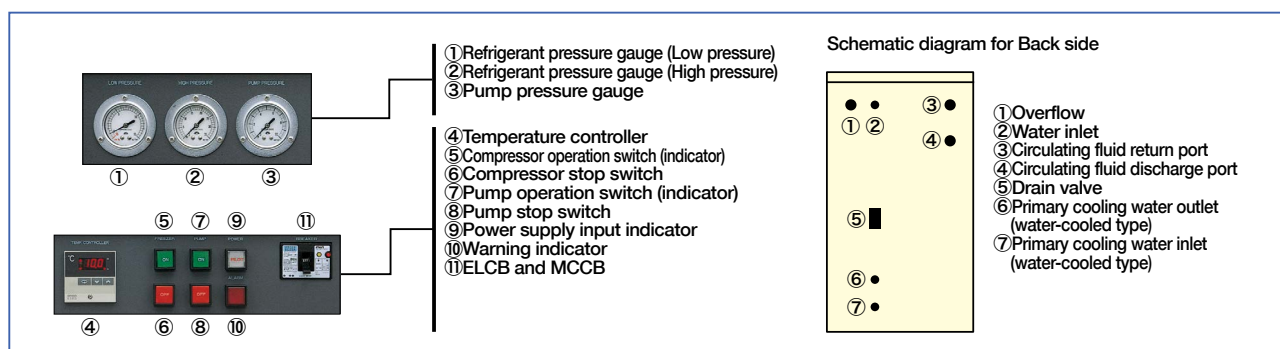 LOW PRESSURE
HIGH PRESSURE
PUMP PRESSURE
① ② ③
①Refrigerant pressure gauge (Low pressure)
②Refrigerant pressure gauge (High pressure)
③Pump pressure gauge
⑤ ⑦ ⑨ ⑪
TEMP. CONTROLLER
PUMP
POWER
BREAKER
℃
10.0
ON
ON
OFF
OFF
④ ⑥ ⑧ ⑩
④Temperature controller
⑤Compressor operation switch (indicator)
⑥Compressor stop switch
⑦Pump operation switch (indicator)
⑧Pump stop switch
⑨Power supply input indicator
⑩Warning indicator
⑪ELCB and MCCB
Schematic diagram for Back side
① ② ③
④
⑤
⑥
⑦
①Overflow
②Water inlet
③Circulating fluid return port
④Circulating fluid discharge port
⑤Drain valve
⑥Primary cooling water outlet
(water-cooled type)
⑦Primary cooling water inlet
(water-cooled type)